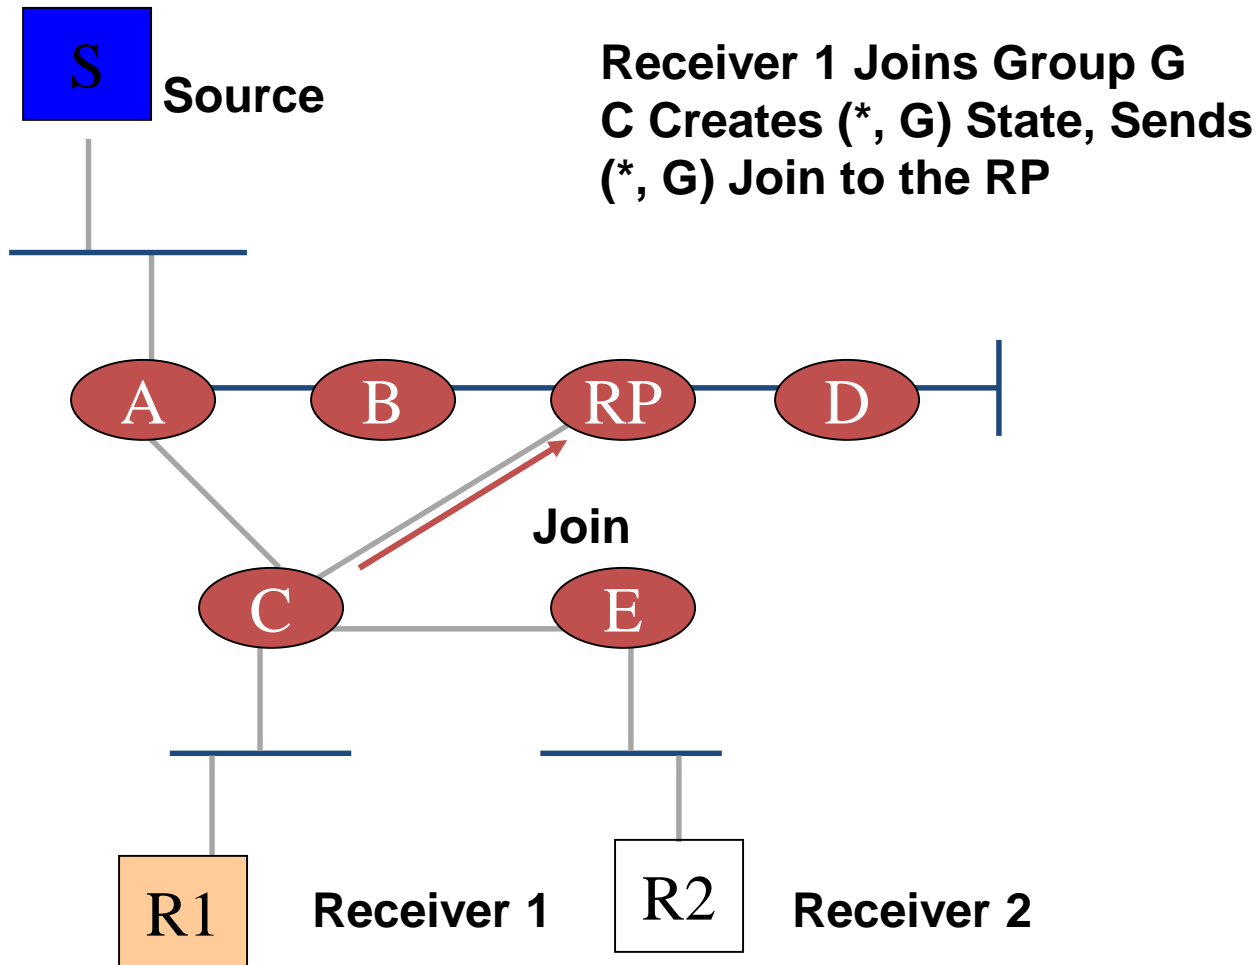 S
Source
Receiver 1 Joins Group G
C Creates (*, G) State, Sends
(*, G) Join to the RP
A
B
RP
D
Join
C
E
R1
Receiver 1
R2
Receiver 2